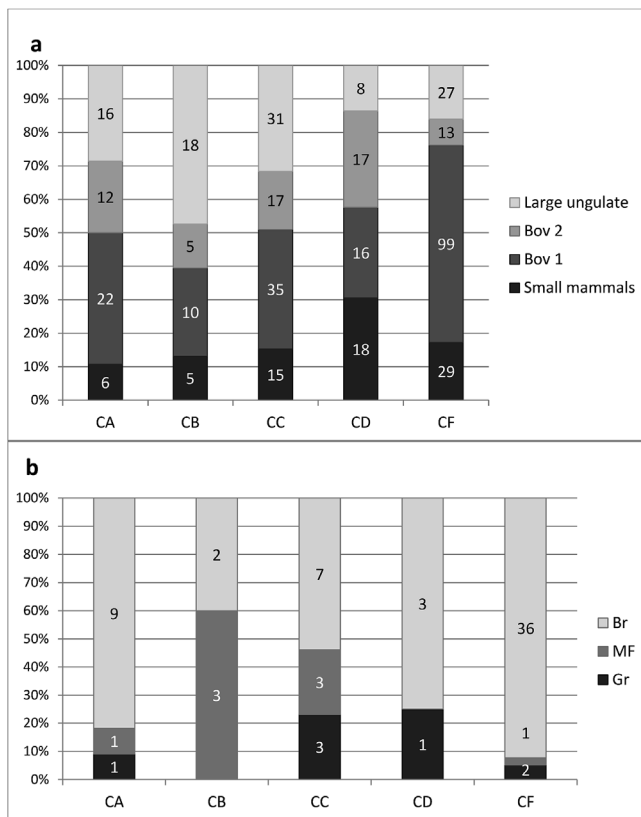 a
100%
90%
80%
70%
60%
50%
40%
30%
20%
10%
0%
16 18 31 8 27
12 5 17 17 13
22 10 35 16 99
6 5 15 18 29
CA CB CC CD CF
Large ungulate
Bov 2
Bov 1
Small mammals
b
100%
90%
80%
70%
60%
50%
40%
30%
20%
10%
0%
9 2 7 3 36
1 3 3 1
1 3 1 2
CA CB CC CD CF
Br
MF
Gr